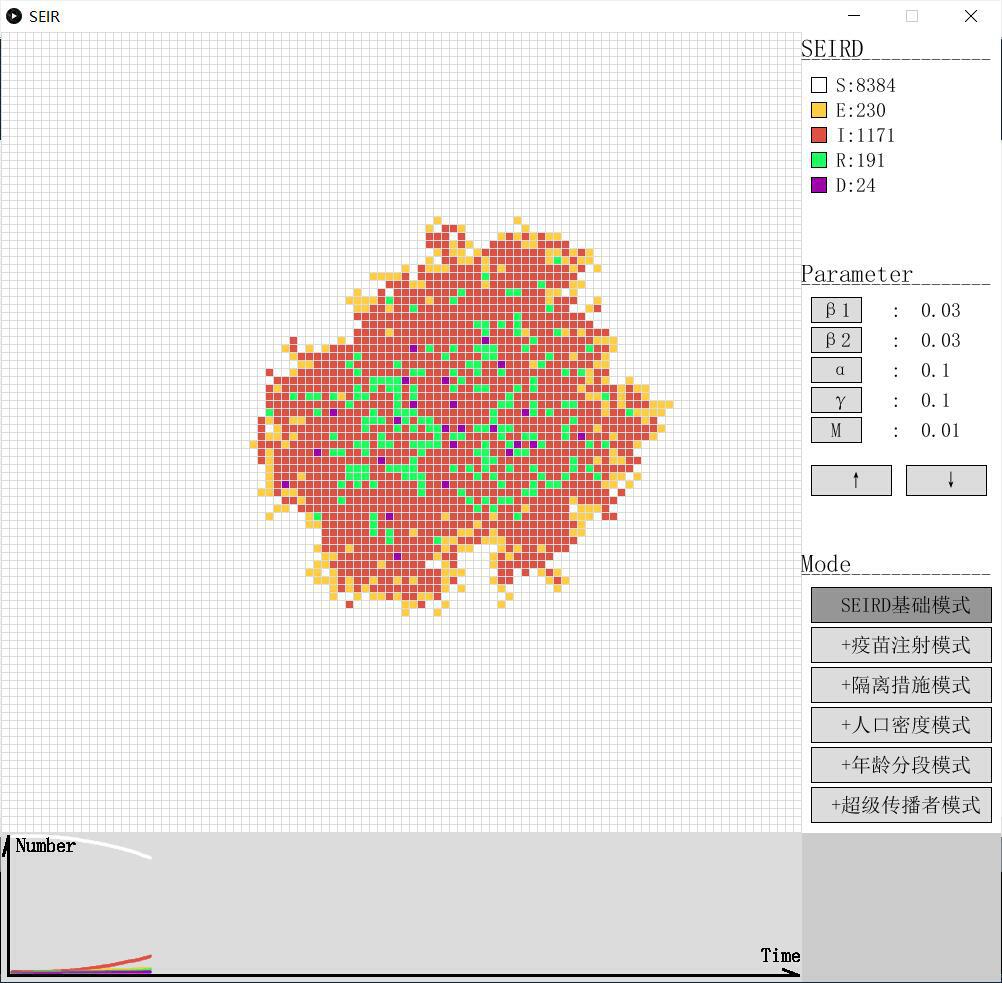 SEIR
SEIRD
S:8384
E:230
I:1171
R:191
D:24
Parameter
β1 : 0.03
β2 : 0.03
α : 0.1
γ : 0.1
M : 0.01
↑ ↓
Mode
SEIRD基础模式
+疫苗注射模式
+隔离措施模式
+人口密度模式
+年龄分段模式
+超级传播者模式
Number
Time